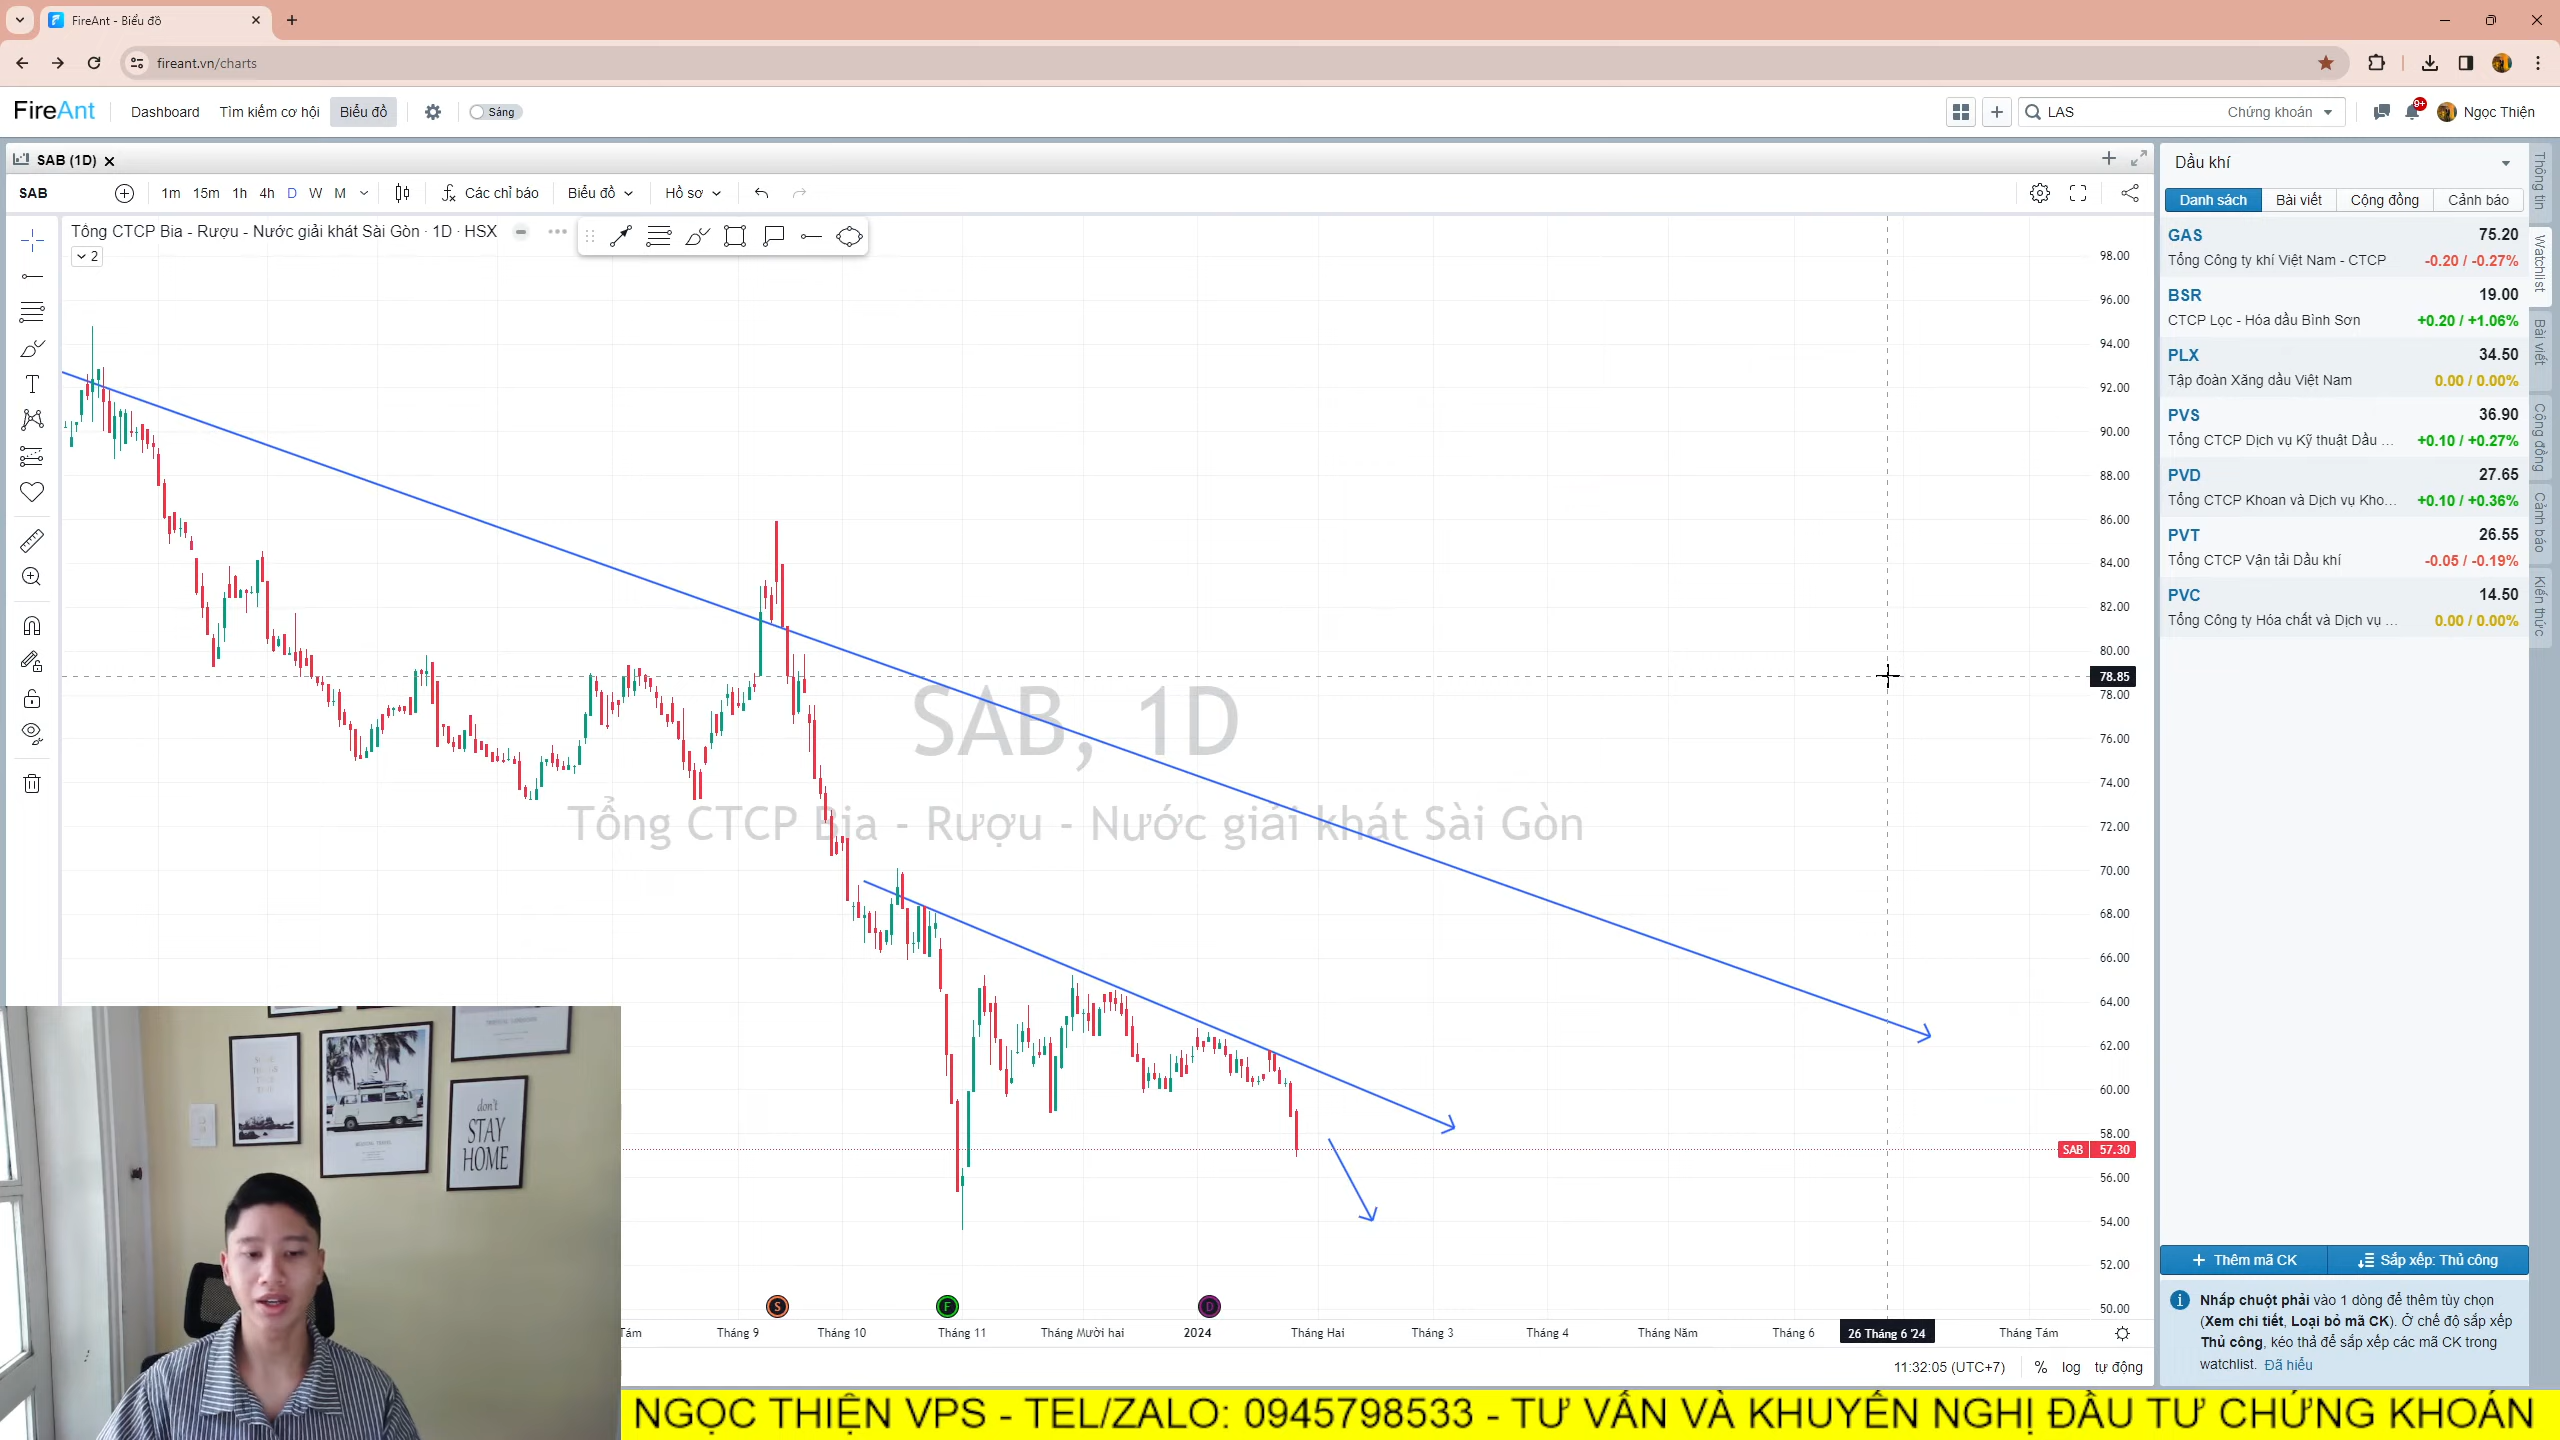 FireAnt - Biểu đồ
fireant.vn/charts
FireAnt Dashboard Tìm kiếm cơ hội Biểu đồ Sáng LAS Chứng khoán 9+ Ngọc Thiện
SAB (1D)
SAB 1m 15m 1h 4h D W M Các chỉ báo Biểu đồ Hồ sơ
Tổng CTCP Bia - Rượu - Nước giải khát Sài Gòn · 1D · HSX
2
98.00
96.00
94.00
92.00
90.00
88.00
86.00
84.00
82.00
80.00
78.85
78.00
76.00
74.00
72.00
70.00
68.00
66.00
64.00
62.00
60.00
58.00
SAB 57.30
56.00
54.00
52.00
50.00
SAB, 1D
Tổng CTCP Bia - Rượu - Nước giải khát Sài Gòn
S F D
Tám Tháng 9 Tháng 10 Tháng 11 Tháng Mười hai 2024 Tháng Hai Tháng 3 Tháng 4 Tháng Năm Tháng 6 26 Tháng 6 '24 Tháng Tám
11:32:05 (UTC+7) % log tự động
Dầu khí
Danh sách Bài viết Cộng đồng Cảnh báo
GAS 75.20
Tổng Công ty khí Việt Nam - CTCP -0.20 / -0.27%
BSR 19.00
CTCP Lọc - Hóa dầu Bình Sơn +0.20 / +1.06%
PLX 34.50
Tập đoàn Xăng dầu Việt Nam 0.00 / 0.00%
PVS 36.90
Tổng CTCP Dịch vụ Kỹ thuật Dầu ... +0.10 / +0.27%
PVD 27.65
Tổng CTCP Khoan và Dịch vụ Kho... +0.10 / +0.36%
PVT 26.55
Tổng CTCP Vận tải Dầu khí -0.05 / -0.19%
PVC 14.50
Tổng Công ty Hóa chất và Dịch vụ ... 0.00 / 0.00%
Thông tin
Watchlist
Bài viết
Cộng đồng
Cảnh báo
Kiến thức
Thêm mã CK Sắp xếp: Thủ công
Nhấp chuột phải vào 1 dòng để thêm tùy chọn
(Xem chi tiết, Loại bỏ mã CK). Ở chế độ sắp xếp
Thủ công, kéo thả để sắp xếp các mã CK trong
watchlist. Đã hiểu
don't
STAY
HOME
NGỌC THIỆN VPS - TEL/ZALO: 0945798533 - TƯ VẤN VÀ KHUYẾN NGHỊ ĐẦU TƯ CHỨNG KHOÁN